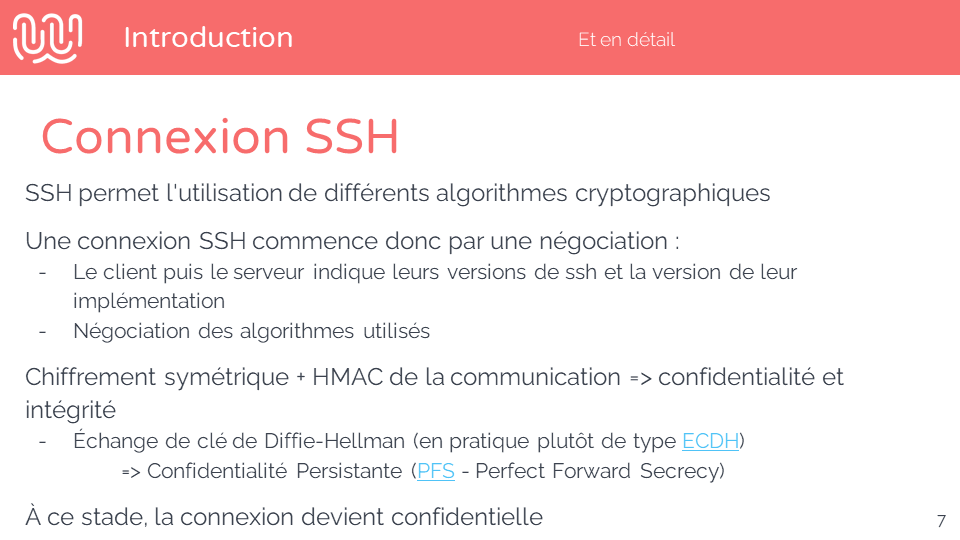 Introduction
Et en détail
Connexion SSH
SSH permet l'utilisation de différents algorithmes cryptographiques
Une connexion SSH commence donc par une négociation :
- Le client puis le serveur indique leurs versions de ssh et la version de leur
implémentation
- Négociation des algorithmes utilisés
Chiffrement symétrique + HMAC de la communication => confidentialité et
intégrité
- Échange de clé de Diffie-Hellman (en pratique plutôt de type ECDH)
=> Confidentialité Persistante (PFS - Perfect Forward Secrecy)
À ce stade, la connexion devient confidentielle
7